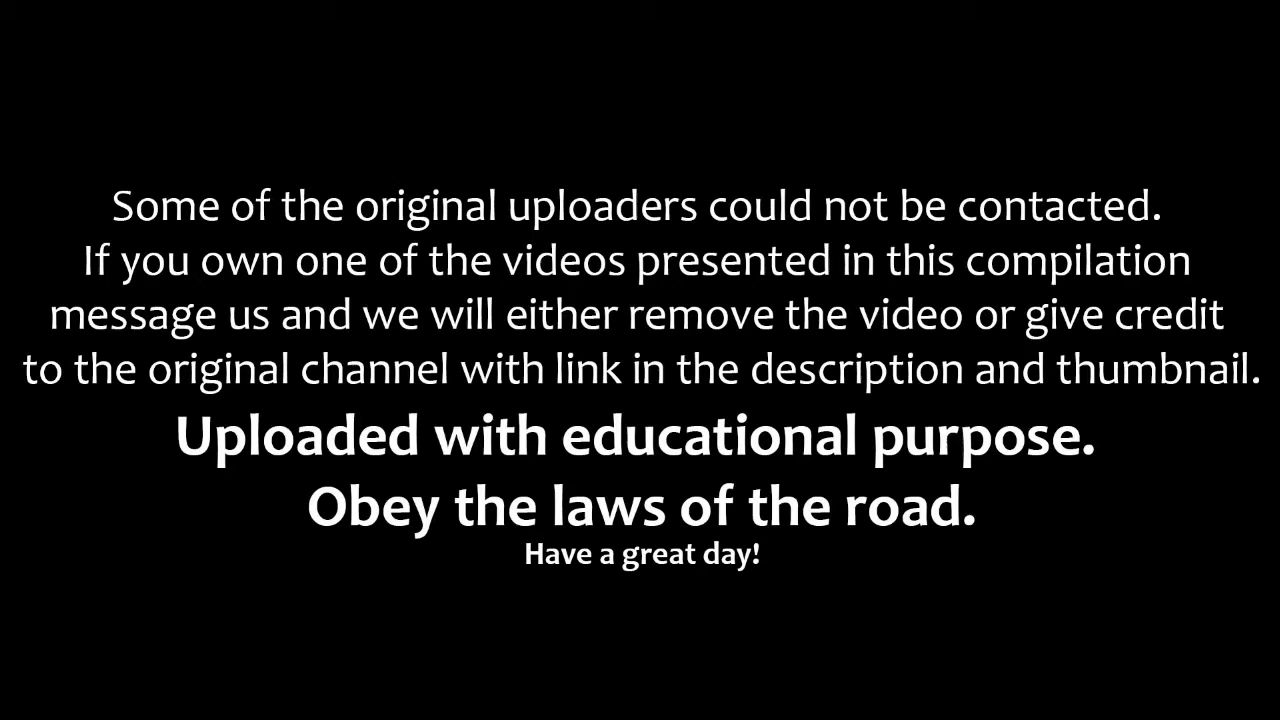 Some of the original uploaders could not be contacted.
If you own one of the videos presented in this compilation
message us and we will either remove the video or give credit
to the original channel with link in the description and thumbnail.
Uploaded with educational purpose.
Obey the laws of the road.
Have a great day!